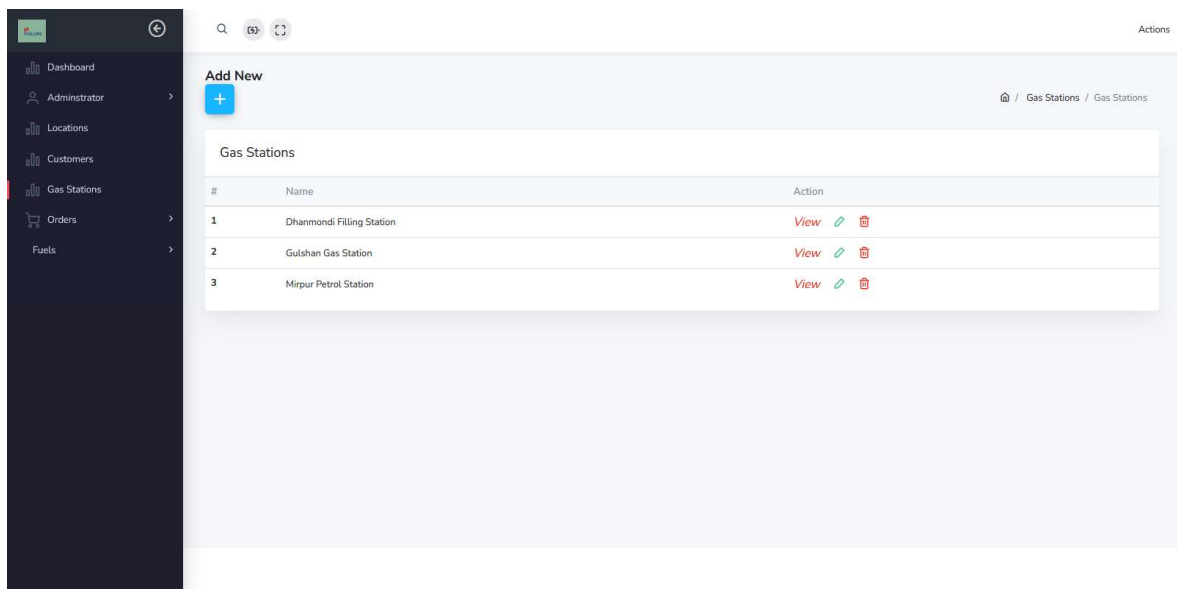 Actions
Dashboard
Adminstrator
Locations
Customers
Gas Stations
Orders
Fuels
Add New
+
/ Gas Stations / Gas Stations
Gas Stations
# Name Action
1 Dhanmondi Filling Station View
2 Gulshan Gas Station View
3 Mirpur Petrol Station View